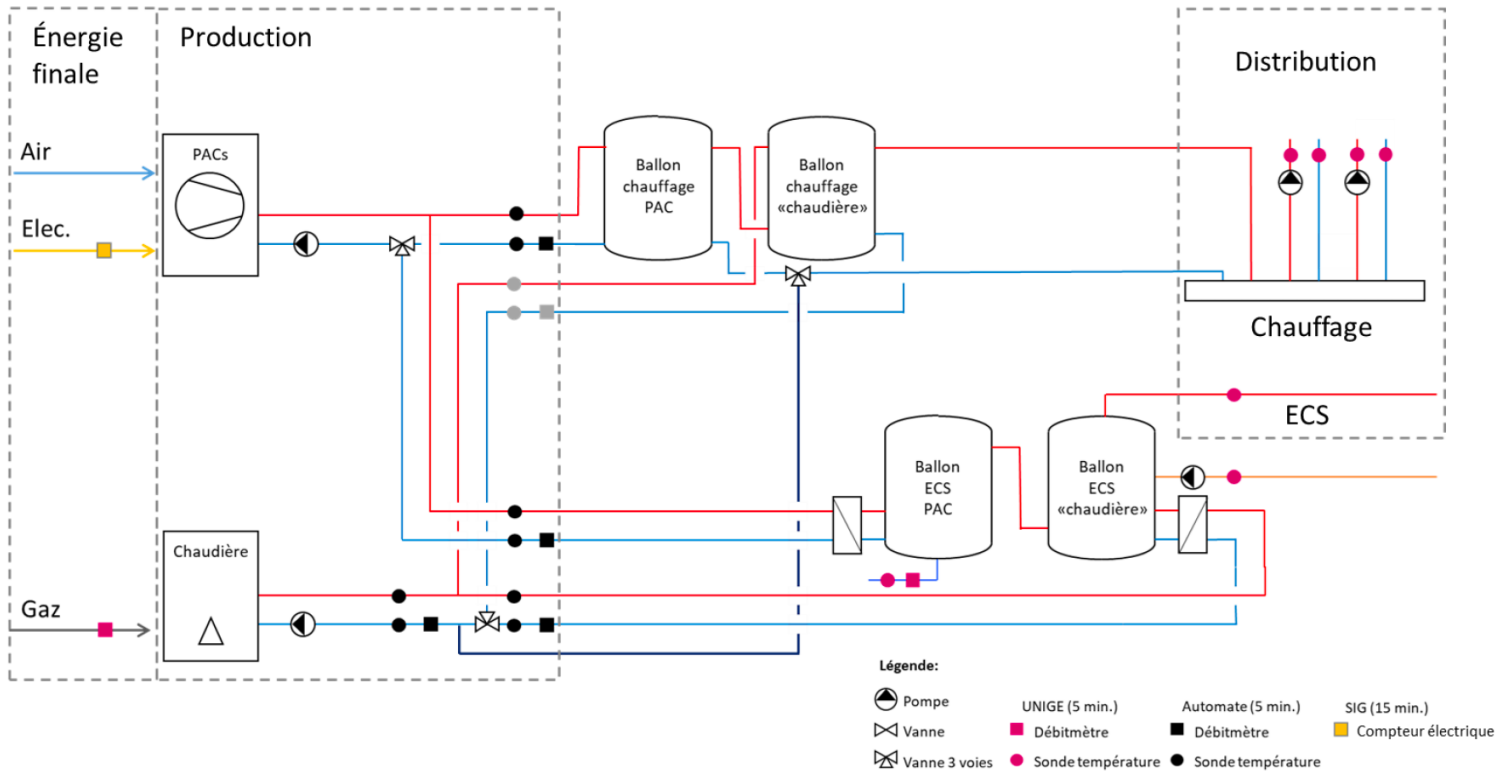 Énergie
finale
Production
Distribution
Air
Elec.
Gaz
PACs
Chaudière
Ballon
chauffage
PAC
Ballon
chauffage
«chaudière»
Chauffage
ECS
Ballon
ECS
PAC
Ballon
ECS
«chaudière»
Légende:
Pompe
UNIGE (5 min.)
Automate (5 min.)
SIG (15 min.)
Vanne
Débitmètre
Débitmètre
Compteur électrique
Vanne 3 voies
Sonde température
Sonde température